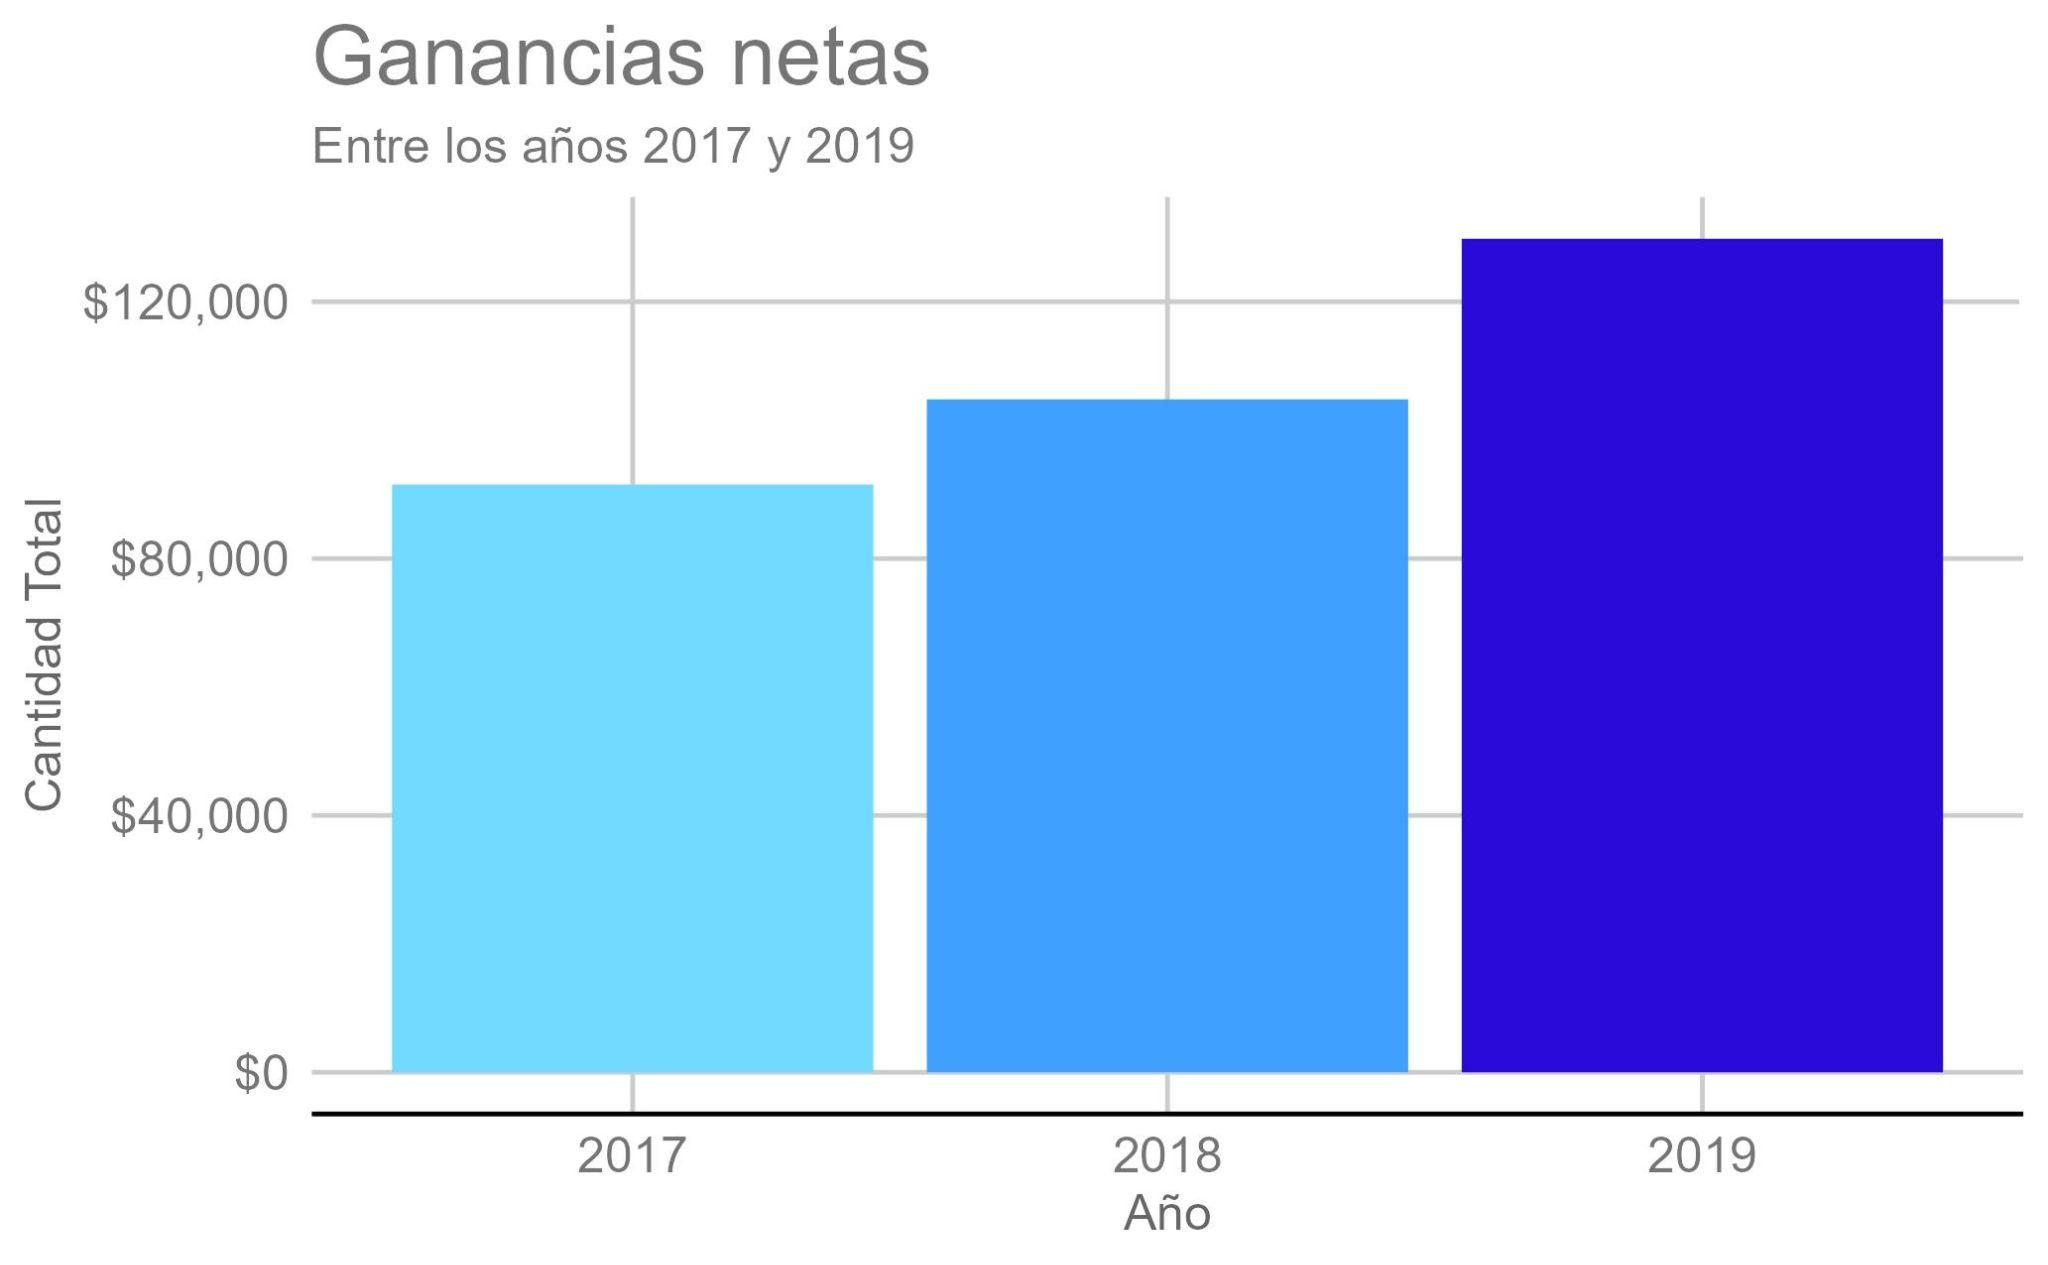 Ganancias netas
Entre los años 2017 y 2019
Cantidad Total
$120,000
$80,000
$40,000
$0
2017 2018 2019
Año